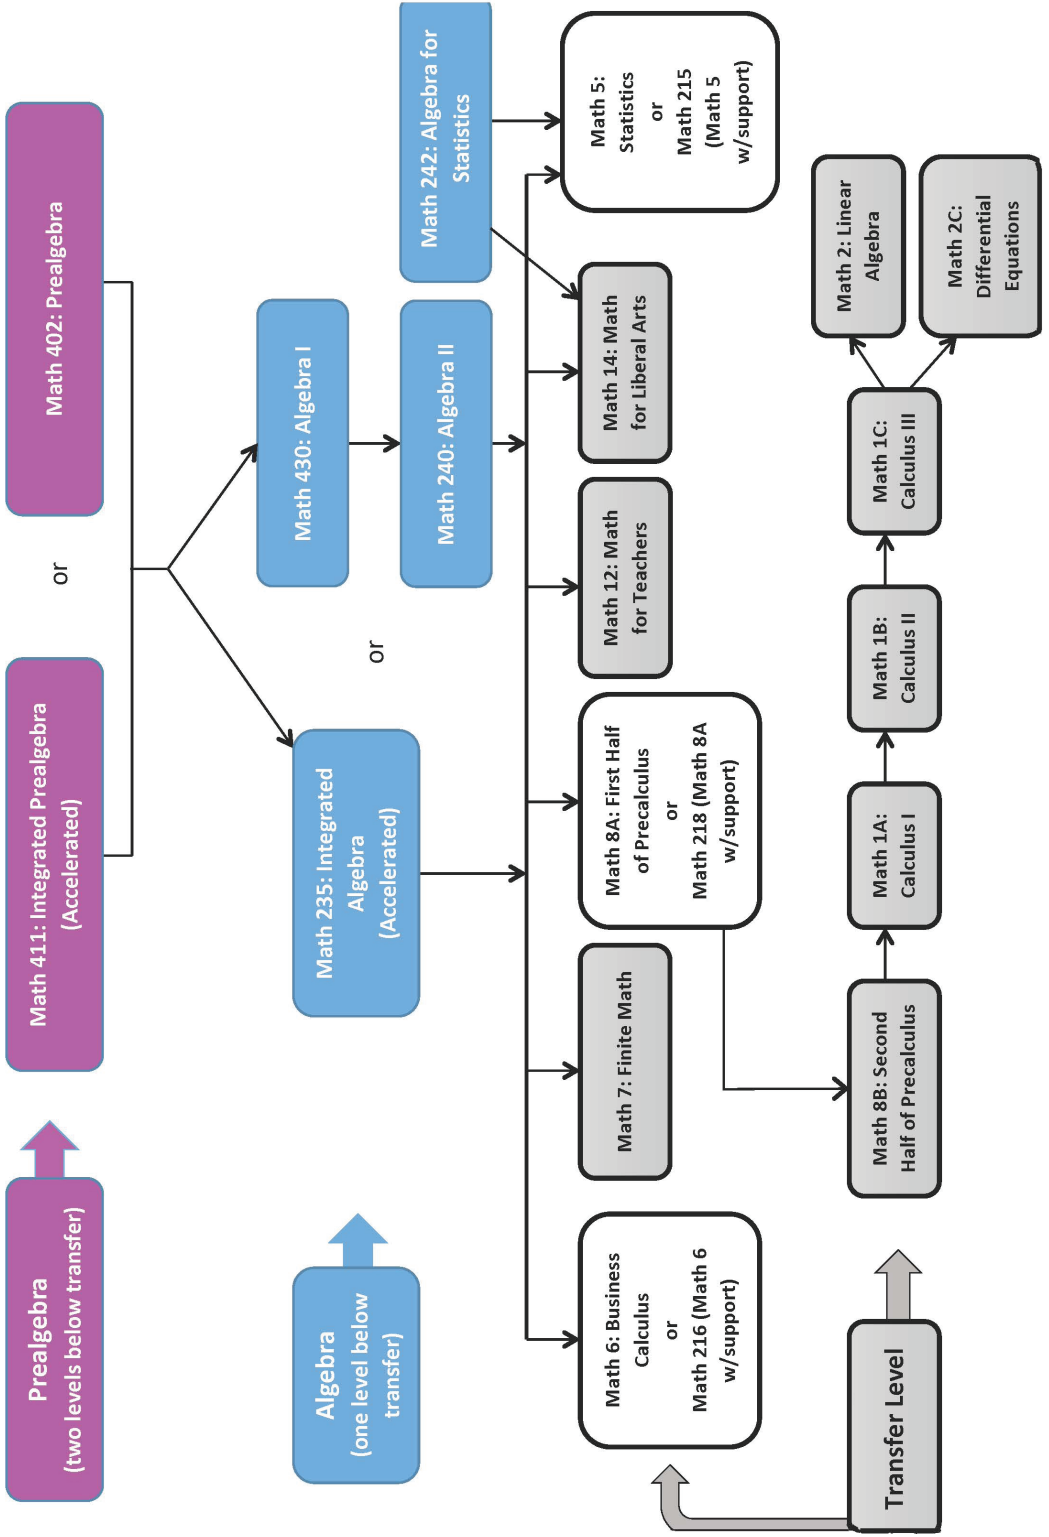 Prealgebra
(two levels below transfer)
Math 411: Integrated Prealgebra
(Accelerated)
or
Math 402: Prealgebra
Algebra
(one level below
transfer)
Math 235: Integrated
Algebra
(Accelerated)
or
Math 430: Algebra I
Math 240: Algebra II
Math 242: Algebra for
Statistics
Math 6: Business
Calculus
or
Math 216 (Math 6
w/support)
Math 7: Finite Math
Math 8A: First Half
of Precalculus
or
Math 218 (Math 8A
w/support)
Math 12: Math
for Teachers
Math 14: Math
for Liberal Arts
Math 5:
Statistics
or
Math 215
(Math 5
w/support)
Transfer Level
Math 8B: Second
Half of Precalculus
Math 1A:
Calculus I
Math 1B:
Calculus II
Math 1C:
Calculus III
Math 2: Linear
Algebra
Math 2C:
Differential
Equations